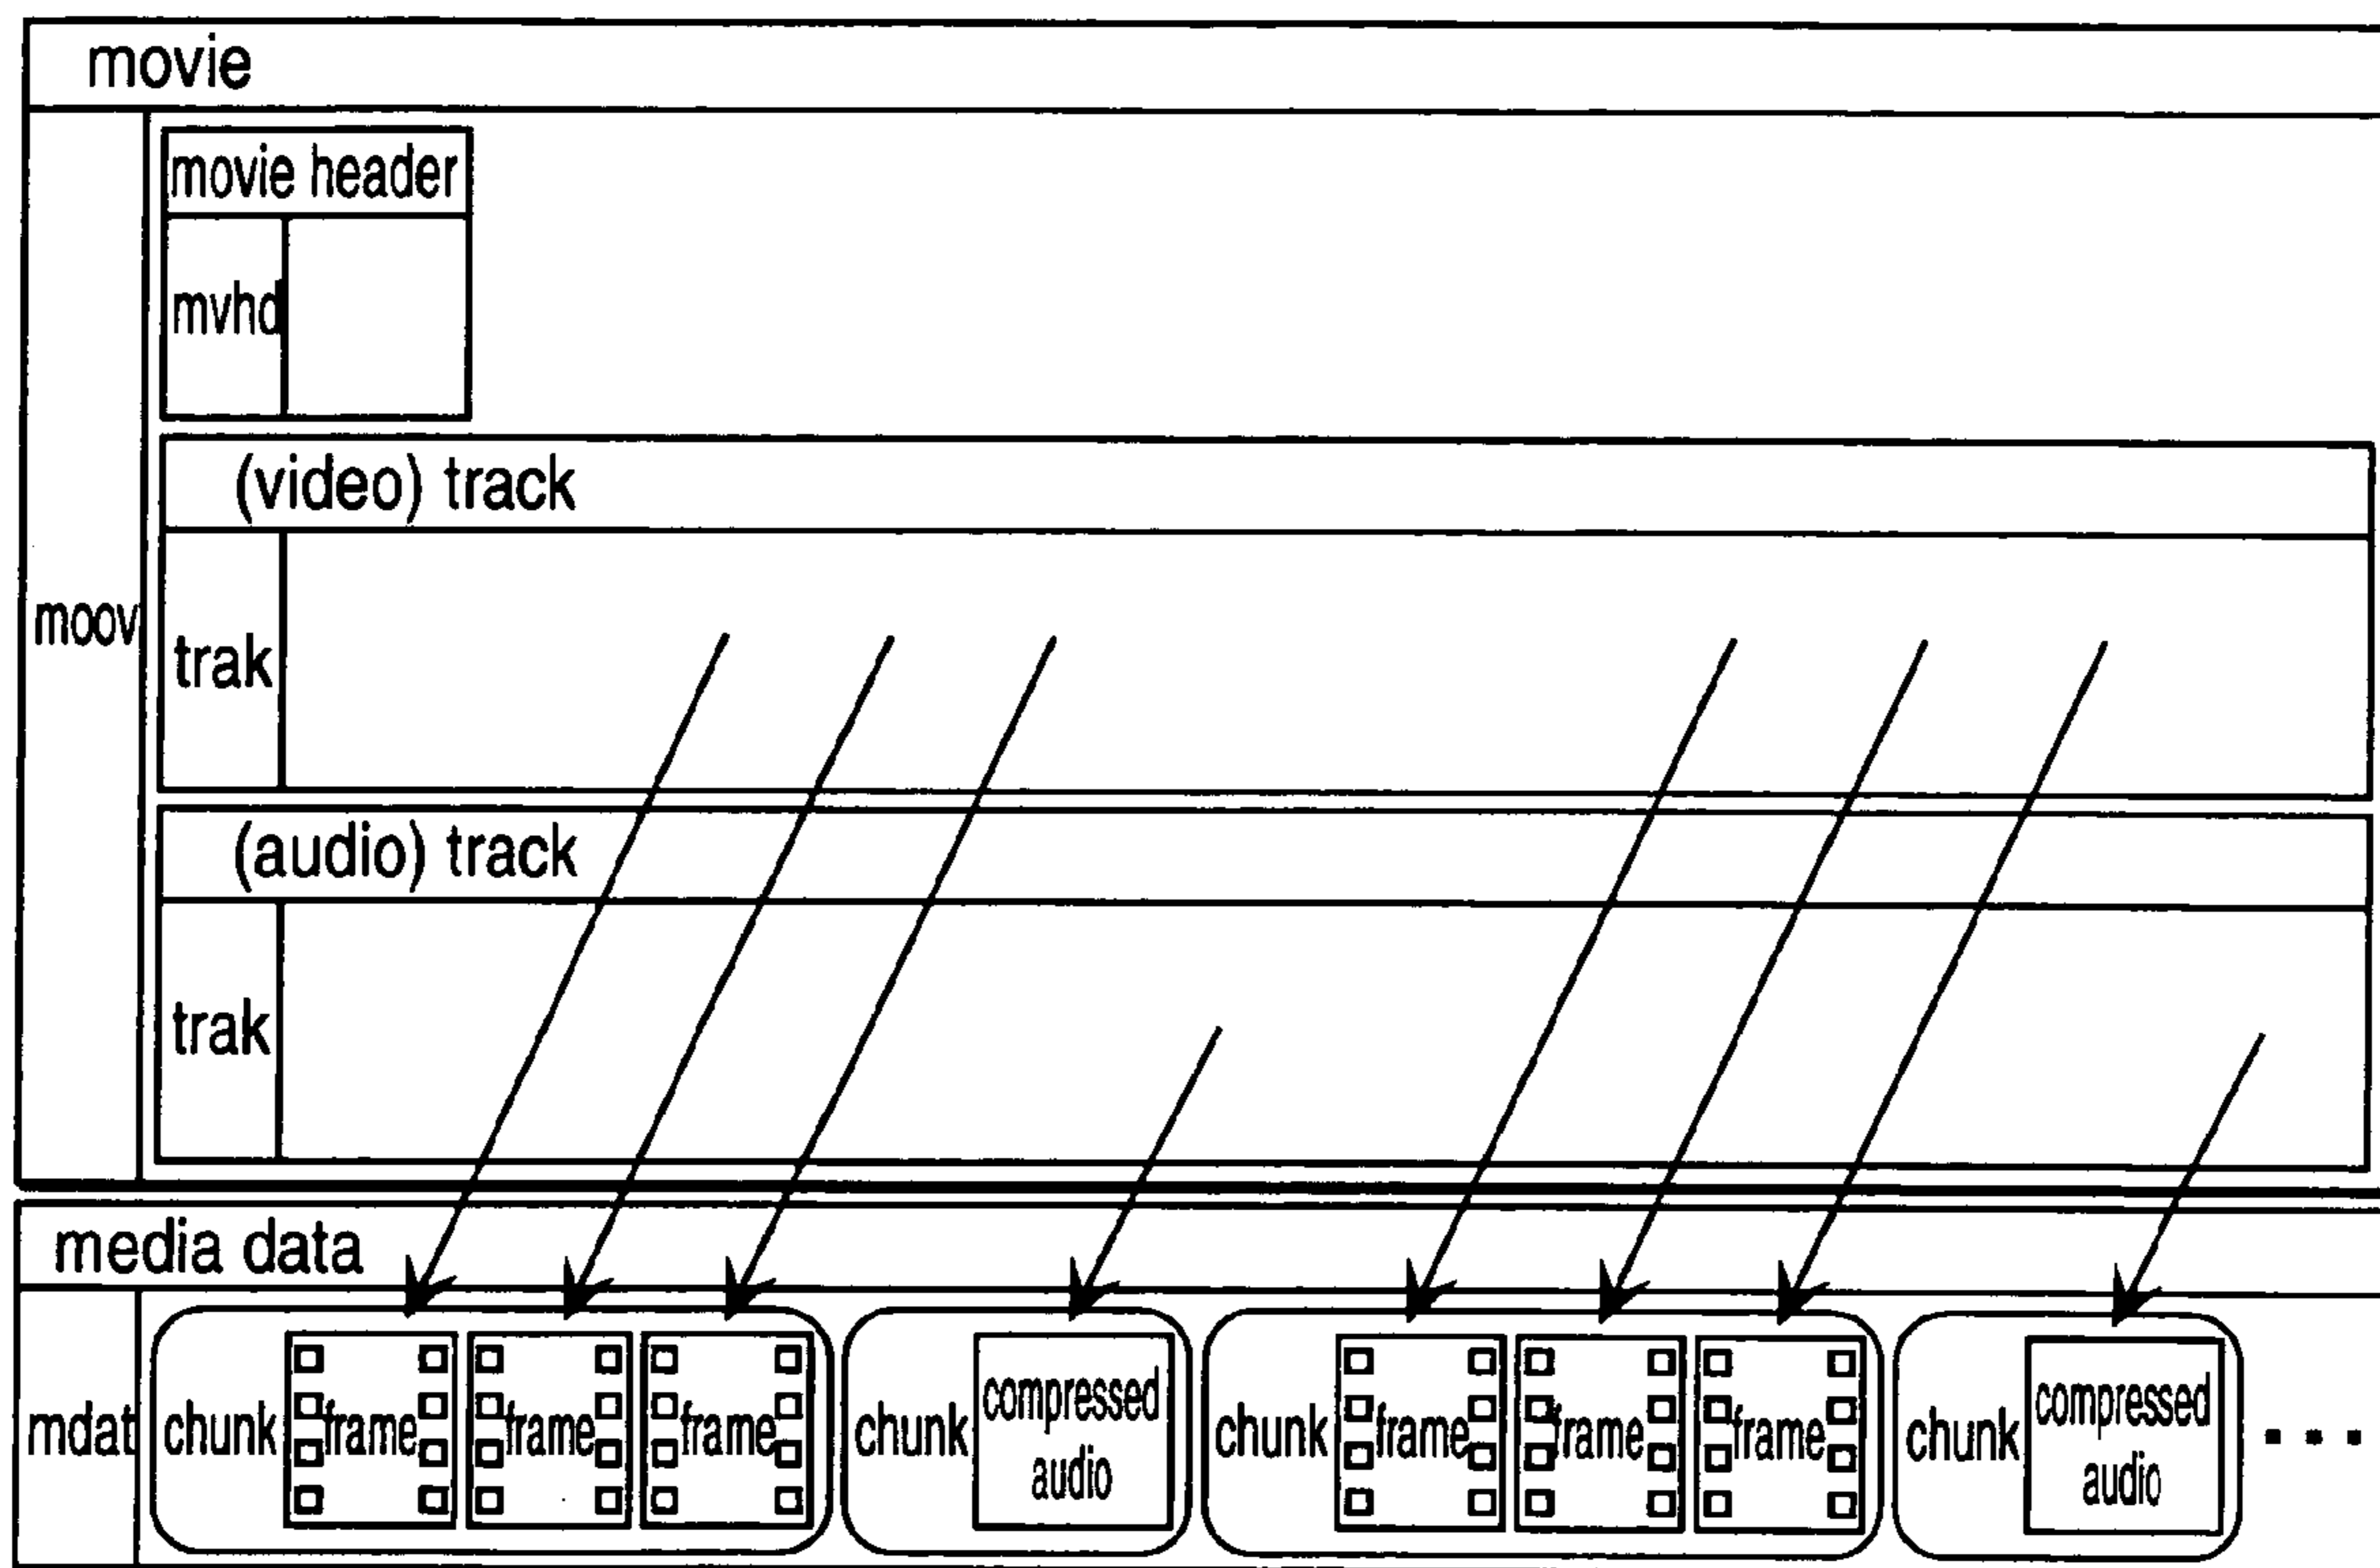 movie
movie header
mvhd
moov
(video) track
trak
(audio) track
trak
media data
mdat
chunk
frame
frame
frame
chunk
compressed
audio
chunk
frame
frame
frame
chunk
compressed
audio
...